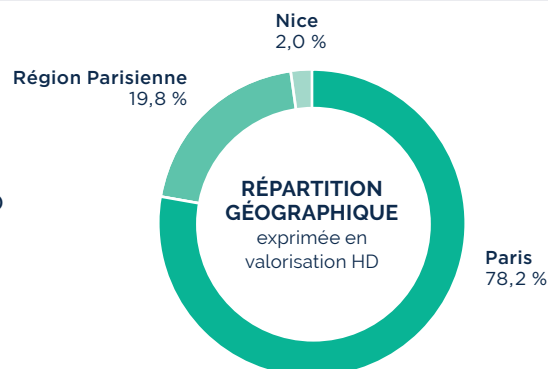 Nice
2,0 %
Région Parisienne
19,8 %
RÉPARTITION
GÉOGRAPHIQUE
exprimée en
valorisation HD
Paris
78,2 %